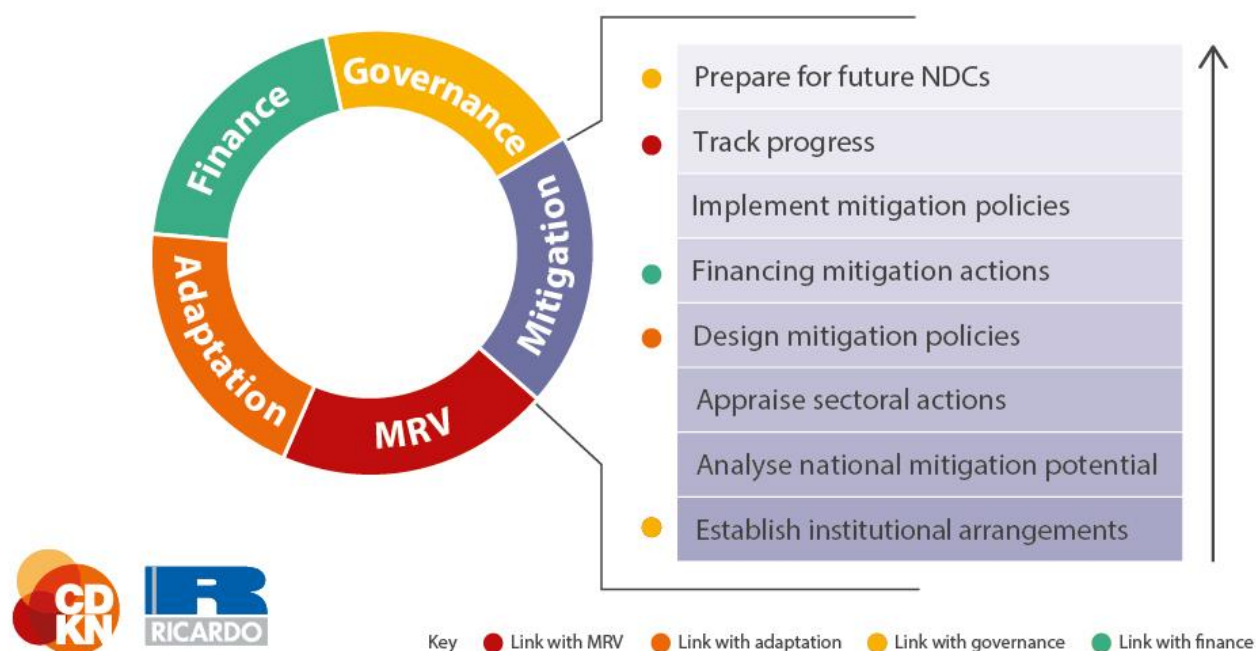 Governance
Finance
Mitigation
Adaptation
MRV
Prepare for future NDCs
Track progress
Implement mitigation policies
Financing mitigation actions
Design mitigation policies
Appraise sectoral actions
Analyse national mitigation potential
Establish institutional arrangements
CD
KN
R
RICARDO
Key Link with MRV Link with adaptation Link with governance Link with finance